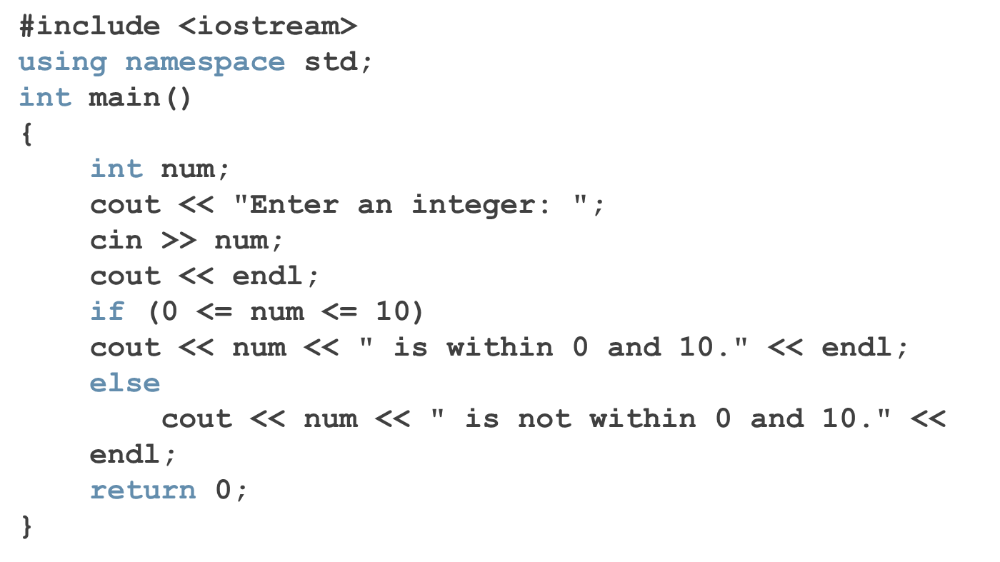 #include <iostream>
using namespace std;
int main()
{
    int num;
    cout << "Enter an integer: ";
    cin >> num;
    cout << endl;
    if (0 <= num <= 10)
    cout << num << " is within 0 and 10." << endl;
    else
        cout << num << " is not within 0 and 10." <<
    endl;
    return 0;
}